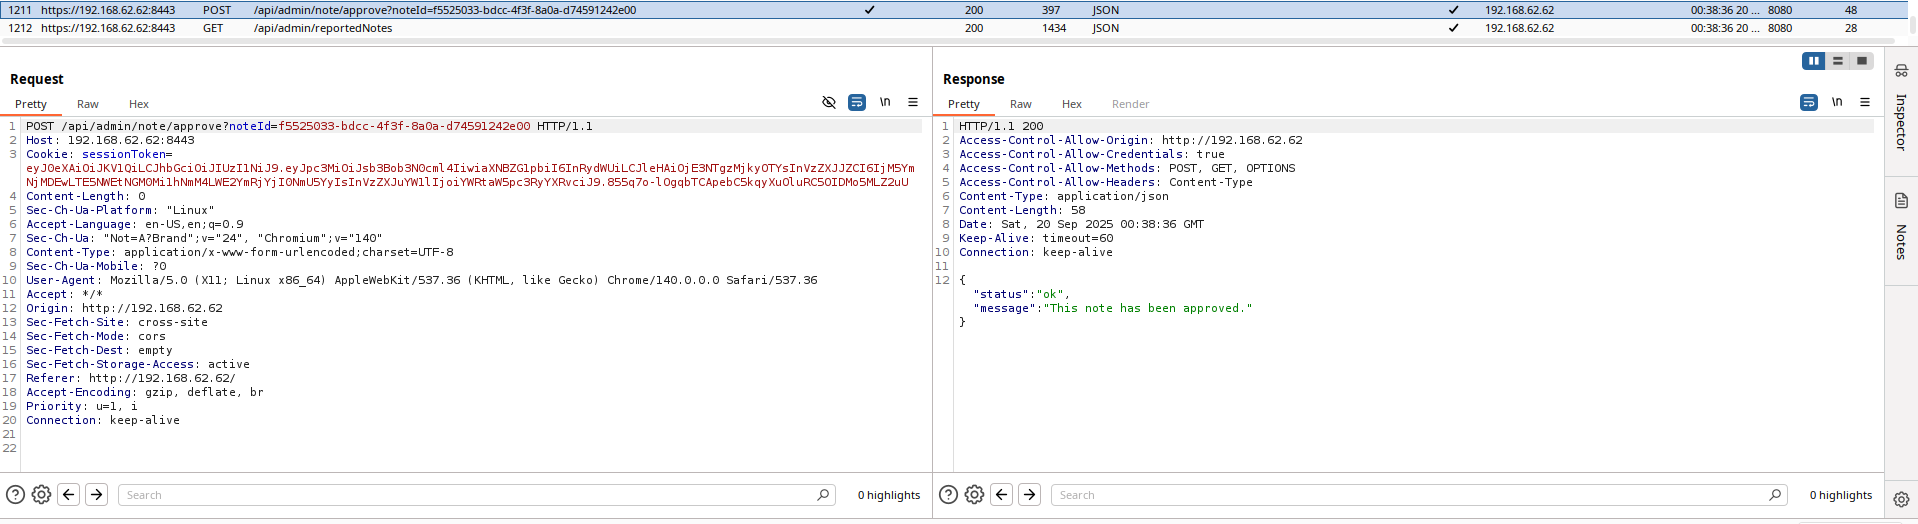 1211 https://192.168.62.62:8443 POST /api/admin/note/approve?noteId=f5525033-bdcc-4f3f-8a0a-d74591242e00 200 397 JSON 192.168.62.62 00:38:36 20 ... 8080 48
1212 https://192.168.62.62:8443 GET /api/admin/reportedNotes 200 1434 JSON 192.168.62.62 00:38:36 20 ... 8080 28
Request
Pretty Raw Hex \n
1 POST /api/admin/note/approve?noteId=f5525033-bdcc-4f3f-8a0a-d74591242e00 HTTP/1.1
2 Host: 192.168.62.62:8443
3 Cookie: sessionToken=
eyJ0eXAiOiJKV1QiLCJhbGciOiJIUzI1NiJ9.eyJpc3MiOiJsb3Bob3N0cml4IiwiaXNBZG1pbiI6InRydWUiLCJleHAiOjE3NTgzMjkyOTYsInVzZXJJZCI6IjM5Ym
NjMDEwLTE5NWEtNGM0Mi1hNmM4LWE2YmRjYjI0NmU5YyIsInVzZXJuYW1lIjoiYWRtaW5pc3RyYXRvciJ9.855q7o-lOgqbTCApebC5kqyXuOluRC5OIDMo5MLZ2uU
4 Content-Length: 0
5 Sec-Ch-Ua-Platform: "Linux"
6 Accept-Language: en-US,en;q=0.9
7 Sec-Ch-Ua: "Not=A?Brand";v="24", "Chromium";v="140"
8 Content-Type: application/x-www-form-urlencoded;charset=UTF-8
9 Sec-Ch-Ua-Mobile: ?0
10 User-Agent: Mozilla/5.0 (X11; Linux x86_64) AppleWebKit/537.36 (KHTML, like Gecko) Chrome/140.0.0.0 Safari/537.36
11 Accept: */*
12 Origin: http://192.168.62.62
13 Sec-Fetch-Site: cross-site
14 Sec-Fetch-Mode: cors
15 Sec-Fetch-Dest: empty
16 Sec-Fetch-Storage-Access: active
17 Referer: http://192.168.62.62/
18 Accept-Encoding: gzip, deflate, br
19 Priority: u=1, i
20 Connection: keep-alive
21
22
Search 0 highlights
Response
Pretty Raw Hex Render \n
1 HTTP/1.1 200
2 Access-Control-Allow-Origin: http://192.168.62.62
3 Access-Control-Allow-Credentials: true
4 Access-Control-Allow-Methods: POST, GET, OPTIONS
5 Access-Control-Allow-Headers: Content-Type
6 Content-Type: application/json
7 Content-Length: 58
8 Date: Sat, 20 Sep 2025 00:38:36 GMT
9 Keep-Alive: timeout=60
10 Connection: keep-alive
11
12 {
"status":"ok",
"message":"This note has been approved."
}
Search 0 highlights
Inspector
Notes